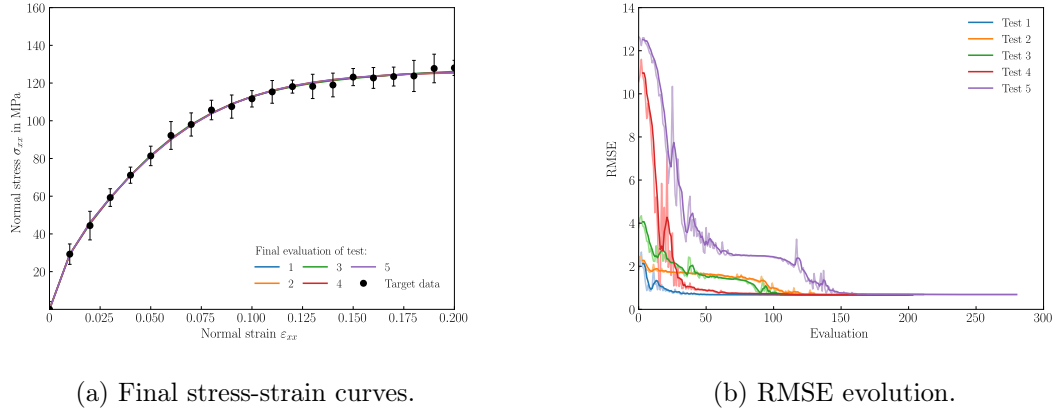 160
140
120
100
80
60
40
20
0
0.025
0.050
0.075
0.100
0.125
0.150
0.175
0.200
Normal strain εxx
Normal stress σxx in MPa
Final evaluation of test:
1
3
5
2
4
Target data
(a) Final stress-strain curves.
14
12
10
8
6
4
2
0
0
50
100
150
200
250
300
Evaluation
RMSE
Test 1
Test 2
Test 3
Test 4
Test 5
(b) RMSE evolution.